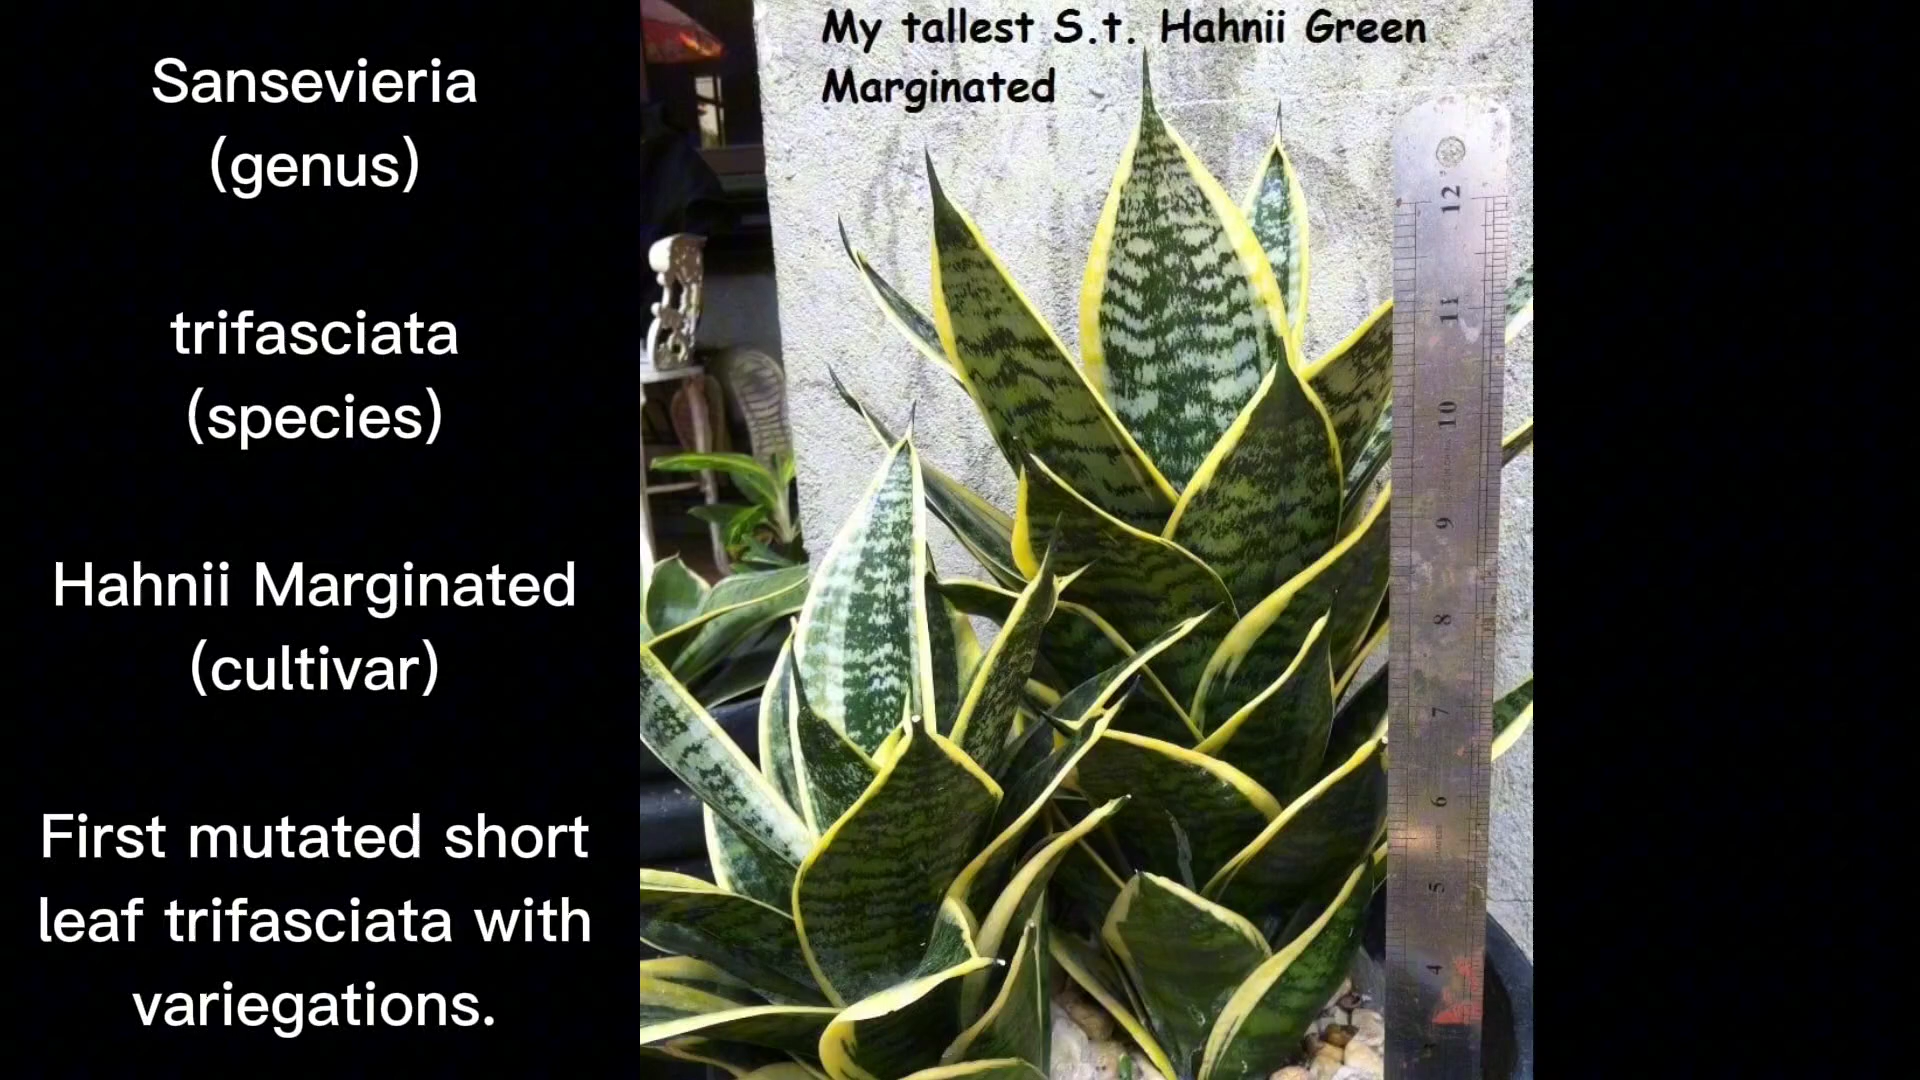 Sansevieria
(genus)
trifasciata
(species)
Hahnii Marginated
(cultivar)
First mutated short
leaf trifasciata with
variegations.
My tallest S.t. Hahnii Green
Marginated
12
11
10
9
8
7
6
5
4